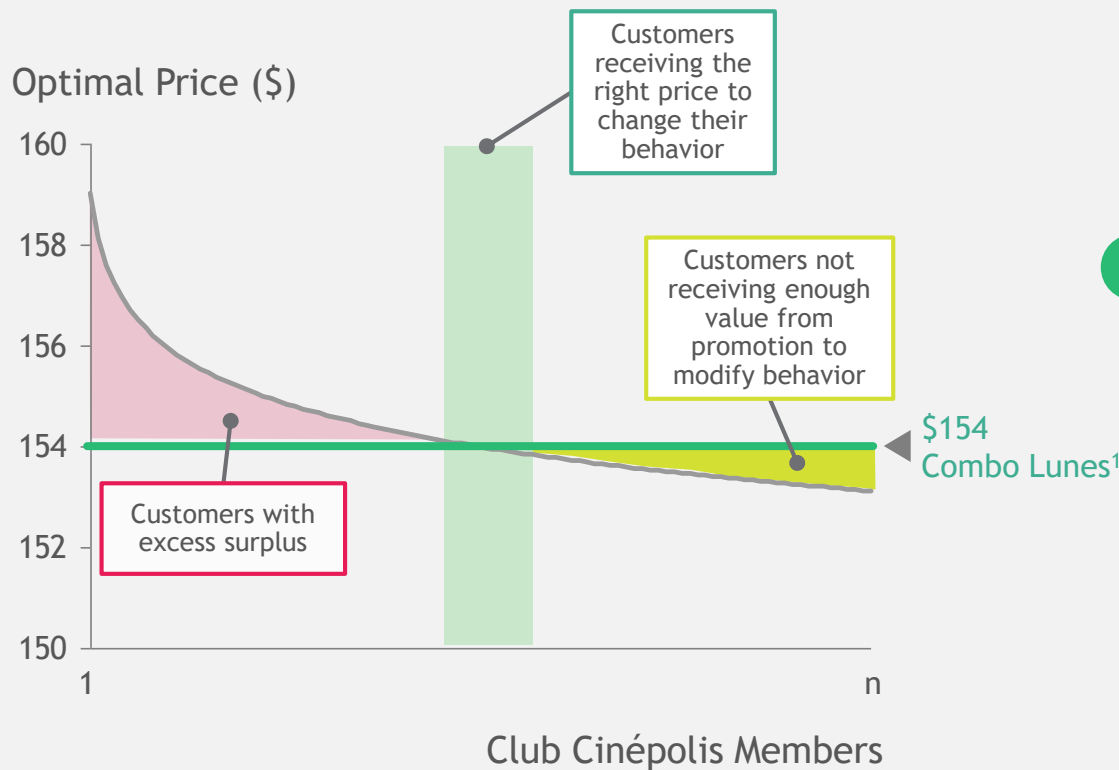 Optimal Price ($)
Customers
receiving the
right price to
change their
behavior
160
158
156
154
152
150
Customers not
receiving enough
value from
promotion to
modify behavior
$154
Combo Lunes¹
Customers with
excess surplus
1
n
Club Cinépolis Members